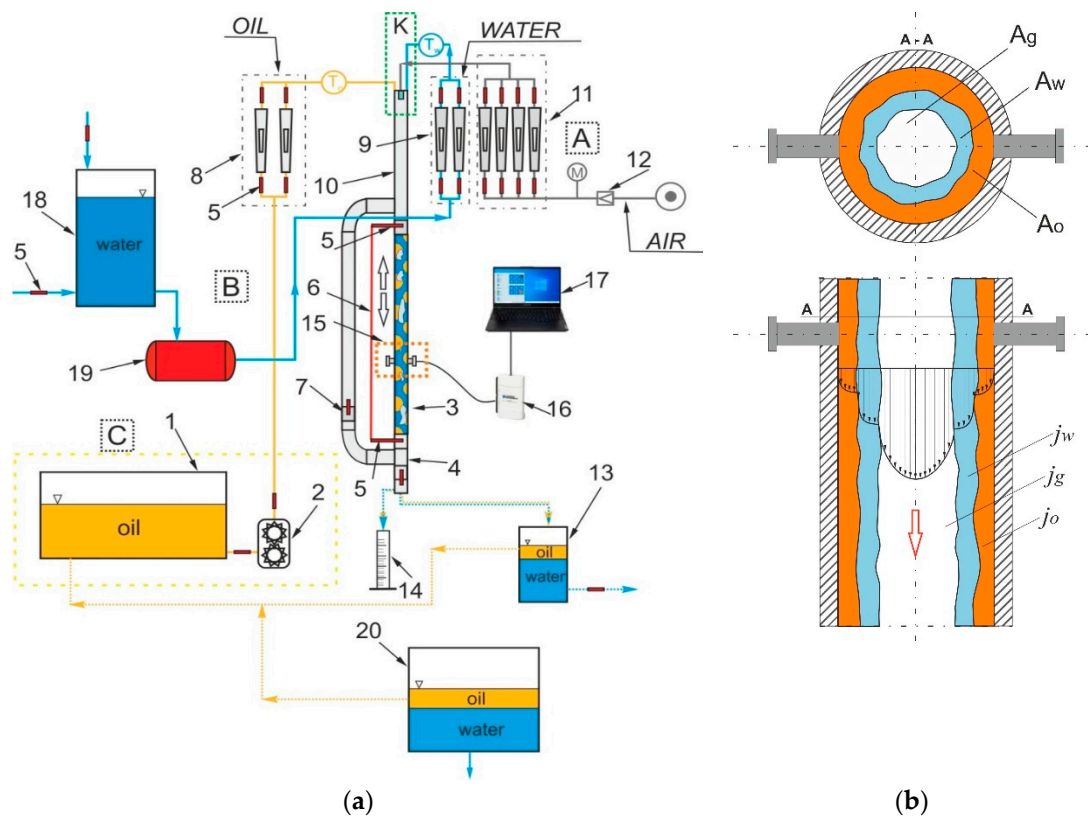 K
OIL
WATER
T
T
8
5
9
10
11
A
M
12
AIR
18
water
5
B
5
6
15
17
19
7
3
16
4
C
1
5
13
oil
2
14
oil
water
20
oil
water
(a)
A - A
Ag
Aw
Ao
A
A
jw
jg
jo
(b)